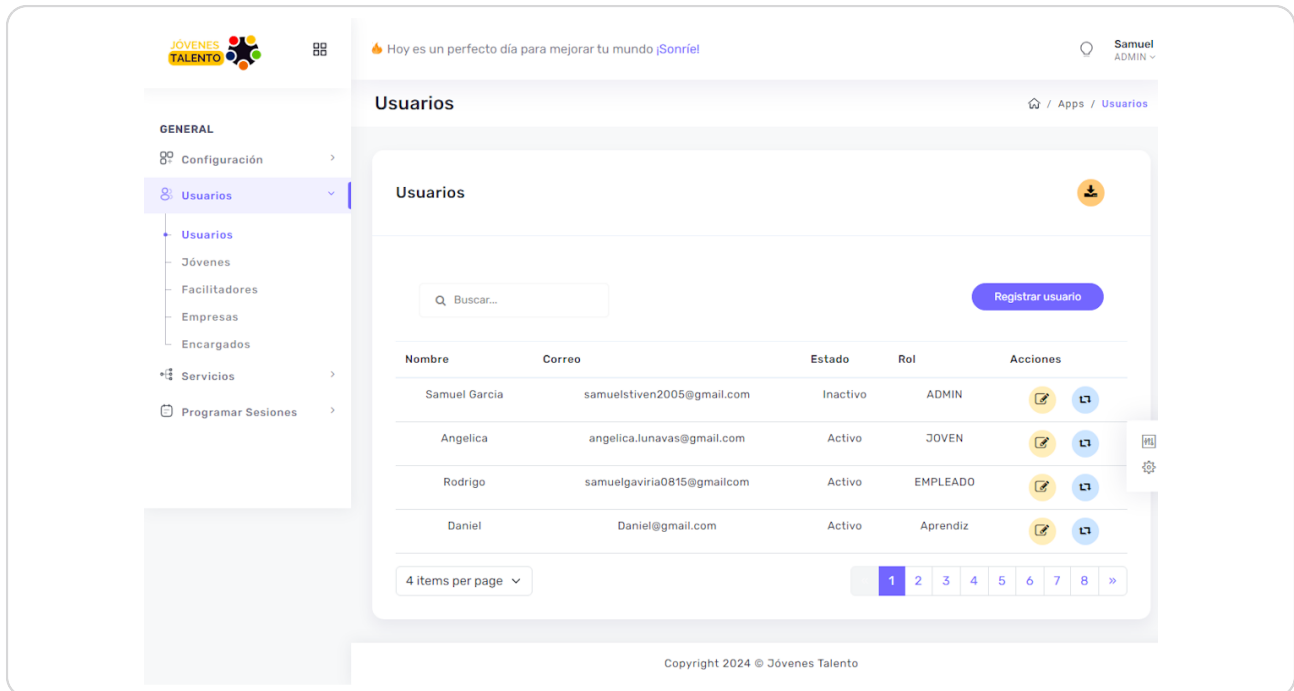 JÓVENES
TALENTO
Hoy es un perfecto día para mejorar tu mundo ¡Sonríe!
Samuel
ADMIN
Usuarios
/ Apps / Usuarios
GENERAL
Configuración
Usuarios
Usuarios
Jóvenes
Facilitadores
Empresas
Encargados
Servicios
Programar Sesiones
Usuarios
Buscar...
Registrar usuario
Nombre Correo Estado Rol Acciones
Samuel Garcia samuelstiven2005@gmail.com Inactivo ADMIN
Angelica angelica.lunavas@gmail.com Activo JOVEN
Rodrigo samuelgaviria0815@gmailcom Activo EMPLEADO
Daniel Daniel@gmail.com Activo Aprendiz
4 items per page
1 2 3 4 5 6 7 8 »
Copyright 2024 © Jóvenes Talento